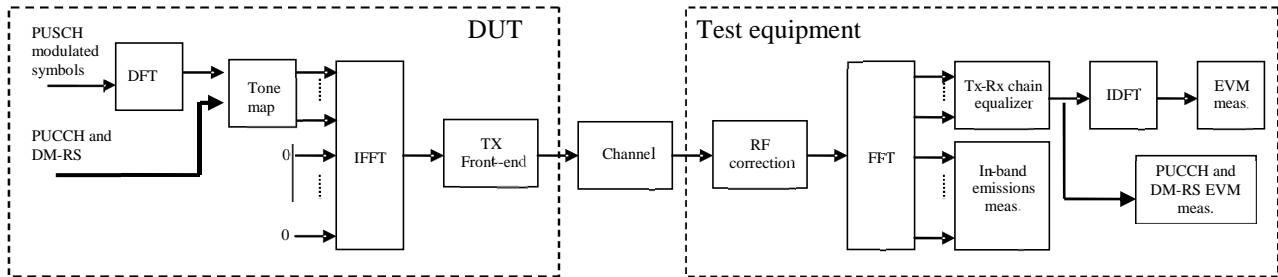 DUT
Test equipment
PUSCH
modulated
symbols
DFT
Tone
map
PUCCH and
DM-RS
0
0
IFFT
TX
Front-end
Channel
RF
correction
FFT
Tx-Rx chain
equalizer
IDFT
EVM
meas.
In-band
emissions
meas.
PUCCH and
DM-RS EVM
meas.